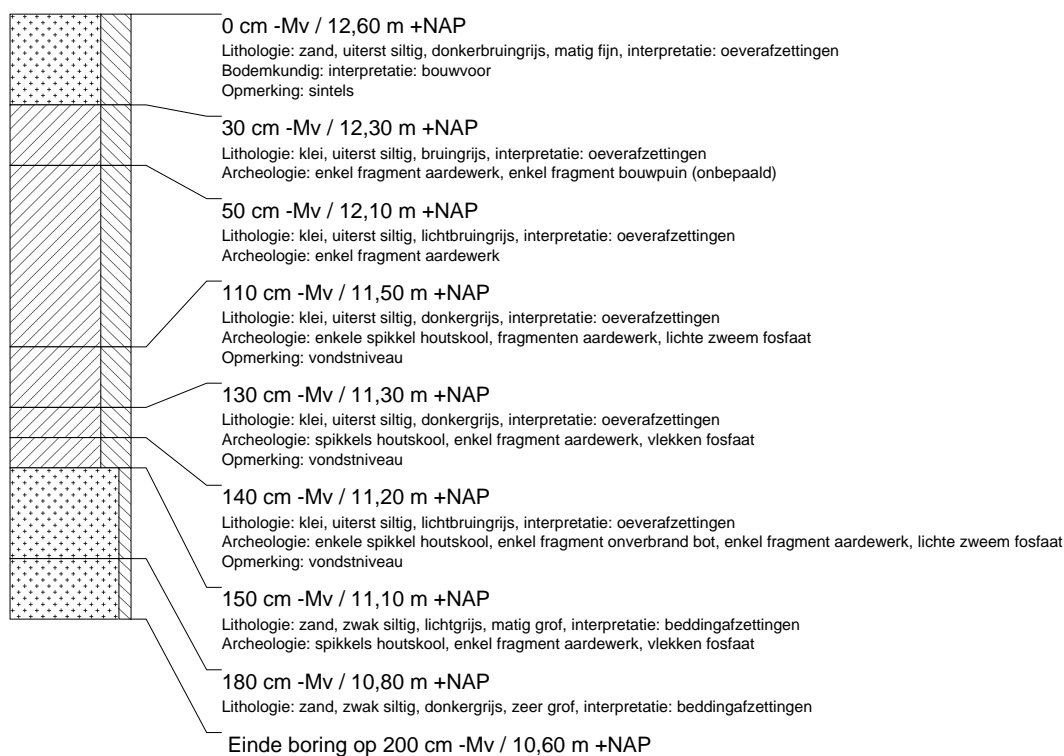 0 cm -Mv / 12,60 m +NAP
Lithologie: zand, uiterst siltig, donkerbruingrijs, matig fijn, interpretatie: oeverafzettingen
Bodemkundig: interpretatie: bouwvoor
Opmerking: sintels
30 cm -Mv / 12,30 m +NAP
Lithologie: klei, uiterst siltig, bruingrijs, interpretatie: oeverafzettingen
Archeologie: enkel fragment aardewerk, enkel fragment bouwpuin (onbepaald)
50 cm -Mv / 12,10 m +NAP
Lithologie: klei, uiterst siltig, lichtbruingrijs, interpretatie: oeverafzettingen
Archeologie: enkel fragment aardewerk
110 cm -Mv / 11,50 m +NAP
Lithologie: klei, uiterst siltig, donkergrijs, interpretatie: oeverafzettingen
Archeologie: enkele spikkel houtskool, fragmenten aardewerk, lichte zweem fosfaat
Opmerking: vondstniveau
130 cm -Mv / 11,30 m +NAP
Lithologie: klei, uiterst siltig, donkergrijs, interpretatie: oeverafzettingen
Archeologie: spikkels houtskool, enkel fragment aardewerk, vlekken fosfaat
Opmerking: vondstniveau
140 cm -Mv / 11,20 m +NAP
Lithologie: klei, uiterst siltig, lichtbruingrijs, interpretatie: oeverafzettingen
Archeologie: enkele spikkel houtskool, enkel fragment onverbrand bot, enkel fragment aardewerk, lichte zweem fosfaat
Opmerking: vondstniveau
150 cm -Mv / 11,10 m +NAP
Lithologie: zand, zwak siltig, lichtgrijs, matig grof, interpretatie: beddingafzettingen
Archeologie: spikkels houtskool, enkel fragment aardewerk, vlekken fosfaat
180 cm -Mv / 10,80 m +NAP
Lithologie: zand, zwak siltig, donkergrijs, zeer grof, interpretatie: beddingafzettingen
Einde boring op 200 cm -Mv / 10,60 m +NAP